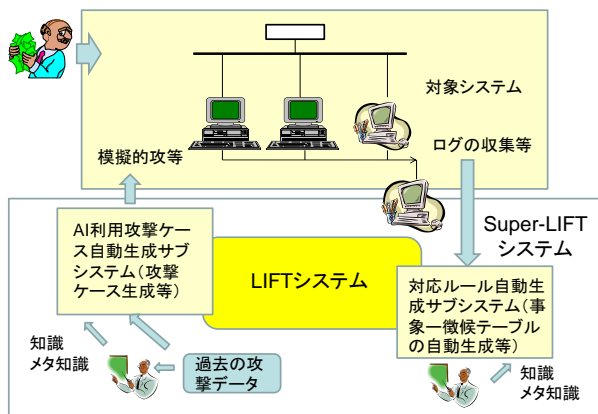 対象システム
模擬的攻等
ログの収集等
AI利用攻撃ケー
ス自動生成サブ
システム(攻撃
ケース生成等)
LIFTシステム
Super-LIFT
システム
対応ルール自動生
成サブシステム(事
象ー徴候テーブル
の自動生成等)
知識
メタ知識
過去の攻
撃データ
知識
メタ知識